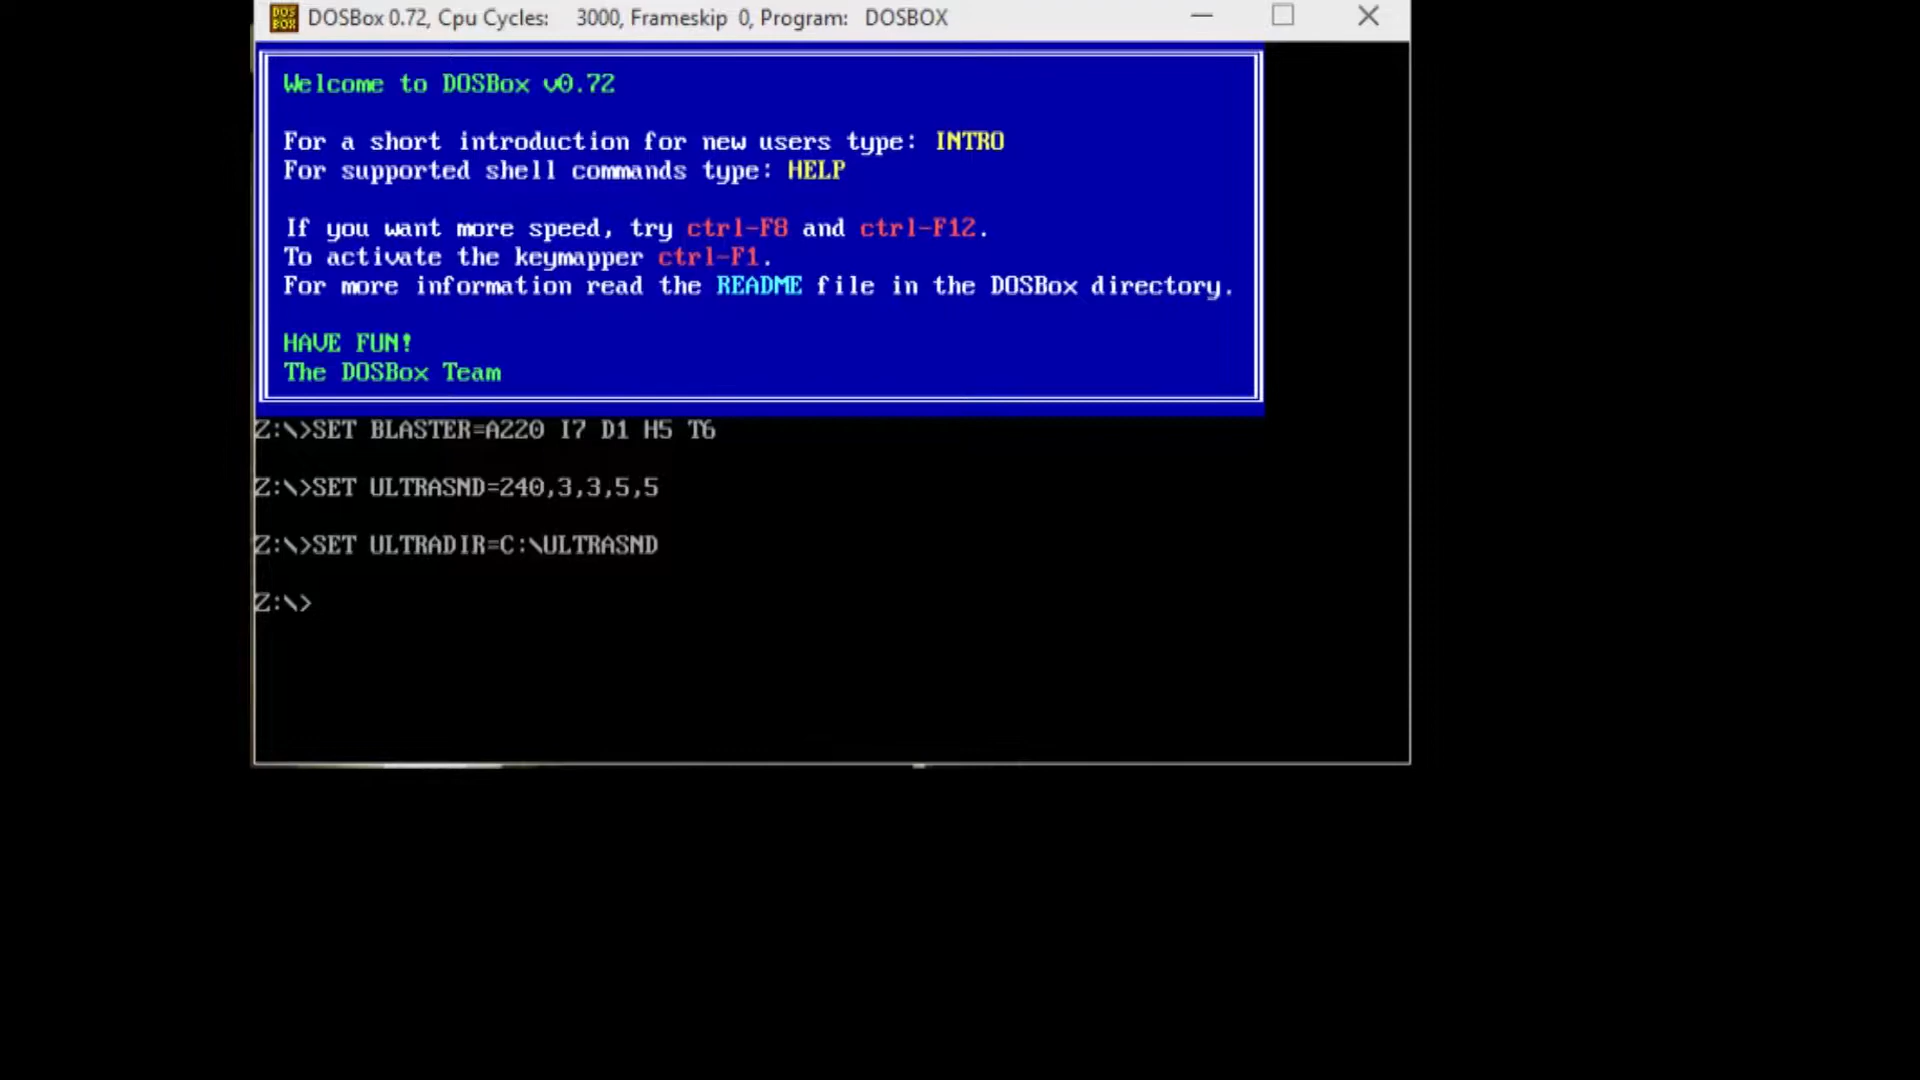 DOS
BOX
DOSBox 0.72, Cpu Cycles:    3000, Frameskip  0, Program:   DOSBOX
Welcome to DOSBox v0.72
For a short introduction for new users type: INTRO
For supported shell commands type: HELP
If you want more speed, try ctrl-F8 and ctrl-F12.
To activate the keymapper ctrl-F1.
For more information read the README file in the DOSBox directory.
HAVE FUN!
The DOSBox Team
Z:\>SET BLASTER=A220 I7 D1 H5 T6
Z:\>SET ULTRASND=240,3,3,5,5
Z:\>SET ULTRADIR=C:\ULTRASND
Z:\>